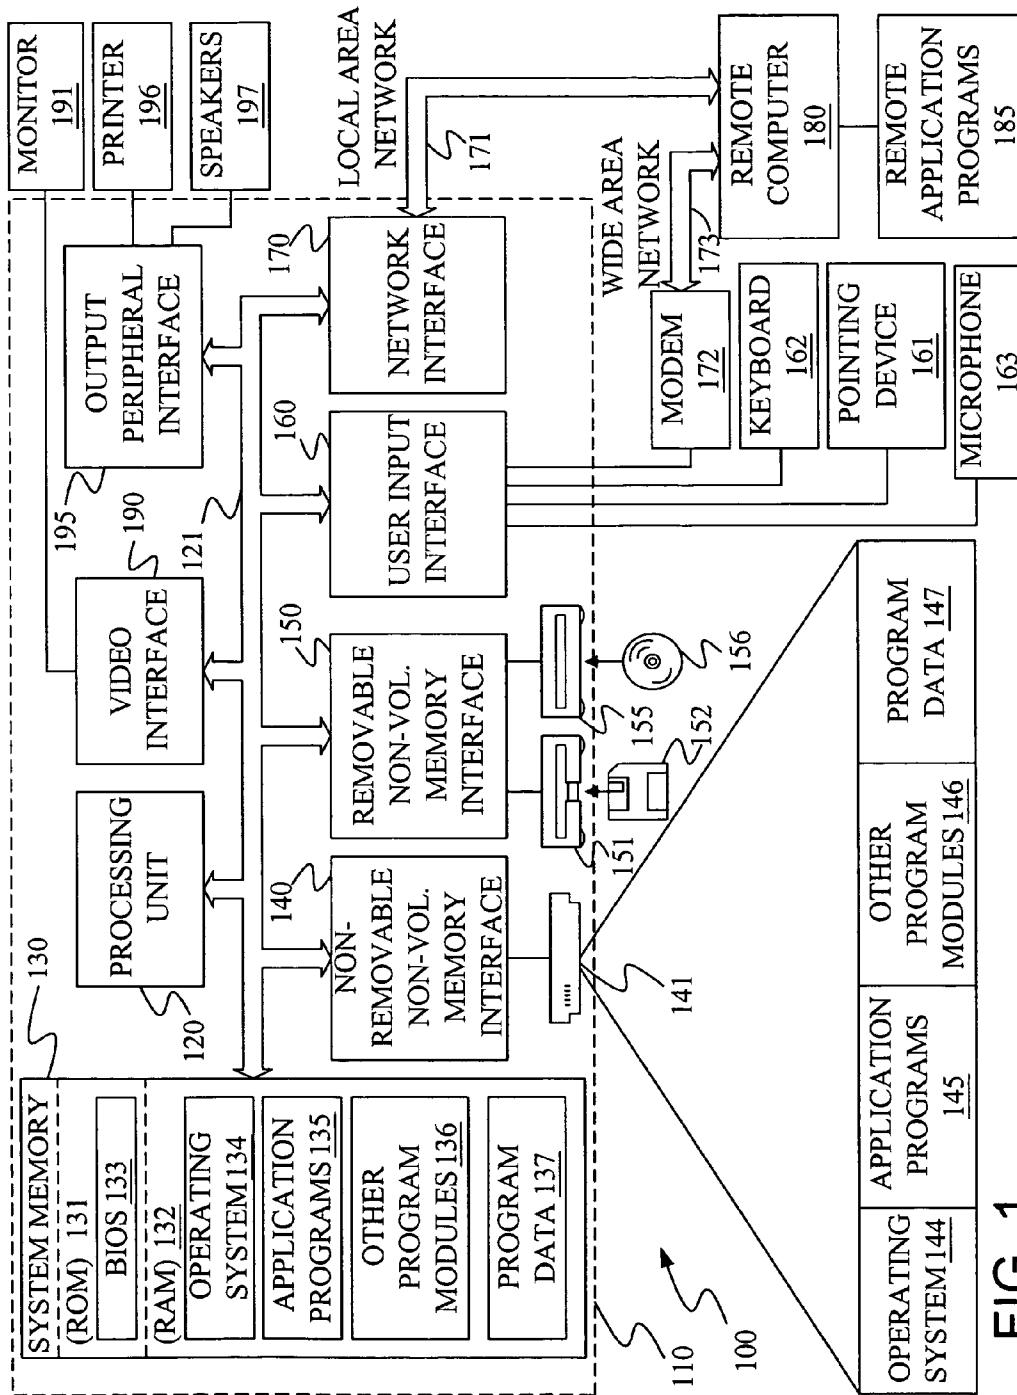 SYSTEM MEMORY
(ROM) 131
BIOS 133
(RAM) 132
OPERATING
SYSTEM 134
APPLICATION
PROGRAMS 135
OTHER
PROGRAM
MODULES 136
PROGRAM
DATA 137
130
PROCESSING
UNIT
120
VIDEO
INTERFACE
190
121
OUTPUT
PERIPHERAL
INTERFACE
195
MONITOR
191
PRINTER
196
SPEAKERS
197
NON-
REMOVABLE
NON-VOL.
MEMORY
INTERFACE
140
REMOVABLE
NON-VOL.
MEMORY
INTERFACE
150
USER INPUT
INTERFACE
160
NETWORK
INTERFACE
170
LOCAL AREA
NETWORK
171
141
151
152
155
156
WIDE AREA
NETWORK
173
MODEM
172
KEYBOARD
162
POINTING
DEVICE
161
MICROPHONE
163
REMOTE
COMPUTER
180
REMOTE
APPLICATION
PROGRAMS
185
110
100
OPERATING
SYSTEM 144
APPLICATION
PROGRAMS
145
OTHER
PROGRAM
MODULES 146
PROGRAM
DATA 147
FIG. 1